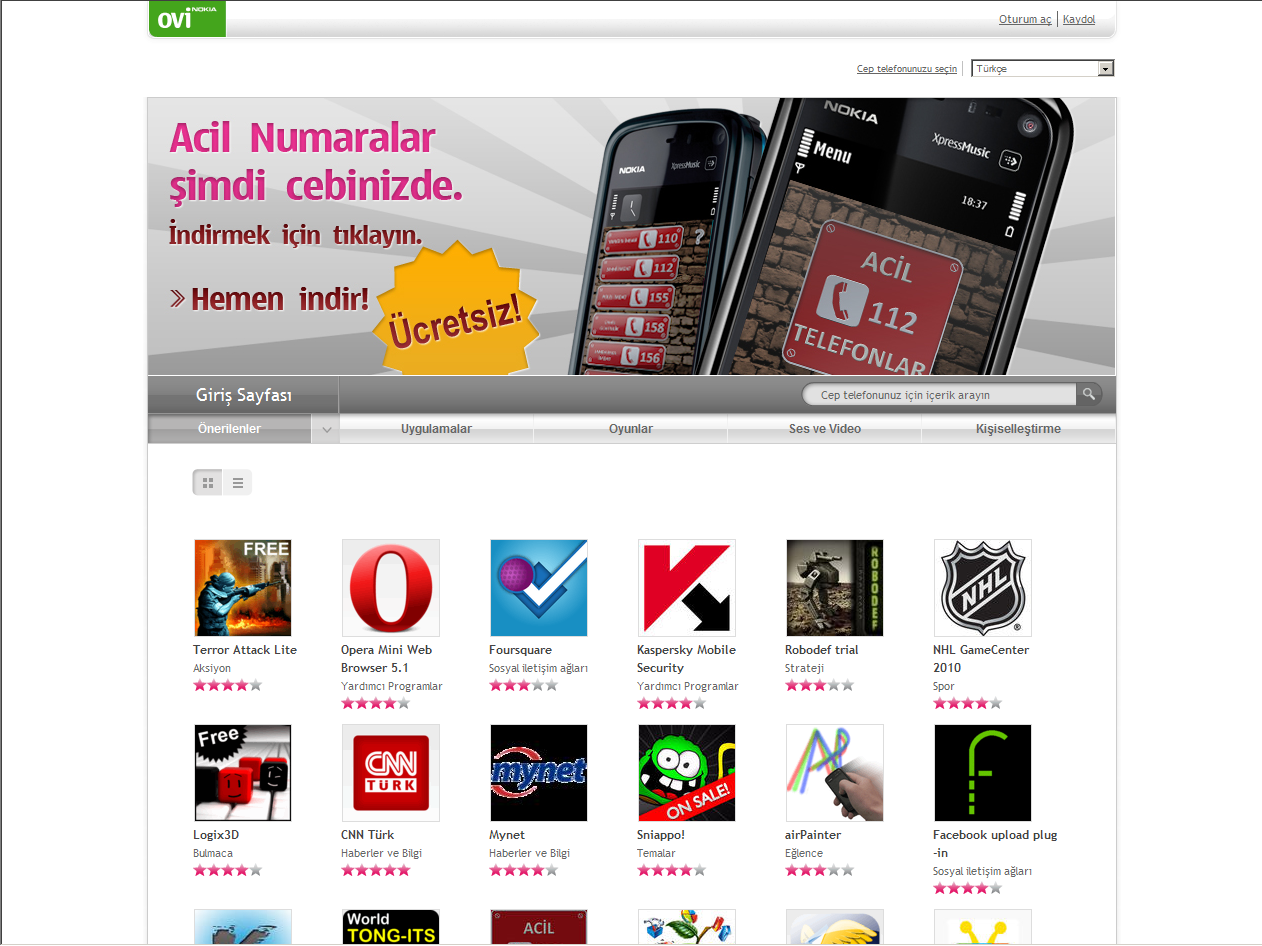 ovi NOKIA
Oturum aç
Kaydol
Cep telefonunuzu seçin
Türkçe
Acil Numaralar
şimdi cebinizde.
İndirmek için tıklayın.
» Hemen indir!
Ücretsiz!
NOKIA
XpressMusic
110
112
155
158
156
NOKIA
XpressMusic
Menu
18:37
ACİL
112
TELEFONLAR
Giriş Sayfası
Cep telefonunuz için içerik arayın
Önerilenler
Uygulamalar
Oyunlar
Ses ve Video
Kişiselleştirme
FREE
ROBODEF
NHL
Terror Attack Lite
Aksiyon
Opera Mini Web
Browser 5.1
Yardımcı Programlar
Foursquare
Sosyal iletişim ağları
Kaspersky Mobile
Security
Yardımcı Programlar
Robodef trial
Strateji
NHL GameCenter
2010
Spor
Free
CNN
TÜRK
mynet
ON SALE!
Logix3D
Bulmaca
CNN Türk
Haberler ve Bilgi
Mynet
Haberler ve Bilgi
Sniappo!
Temalar
airPainter
Eğlence
Facebook upload plug
-in
Sosyal iletişim ağları
World
TONG-ITS
ACİL